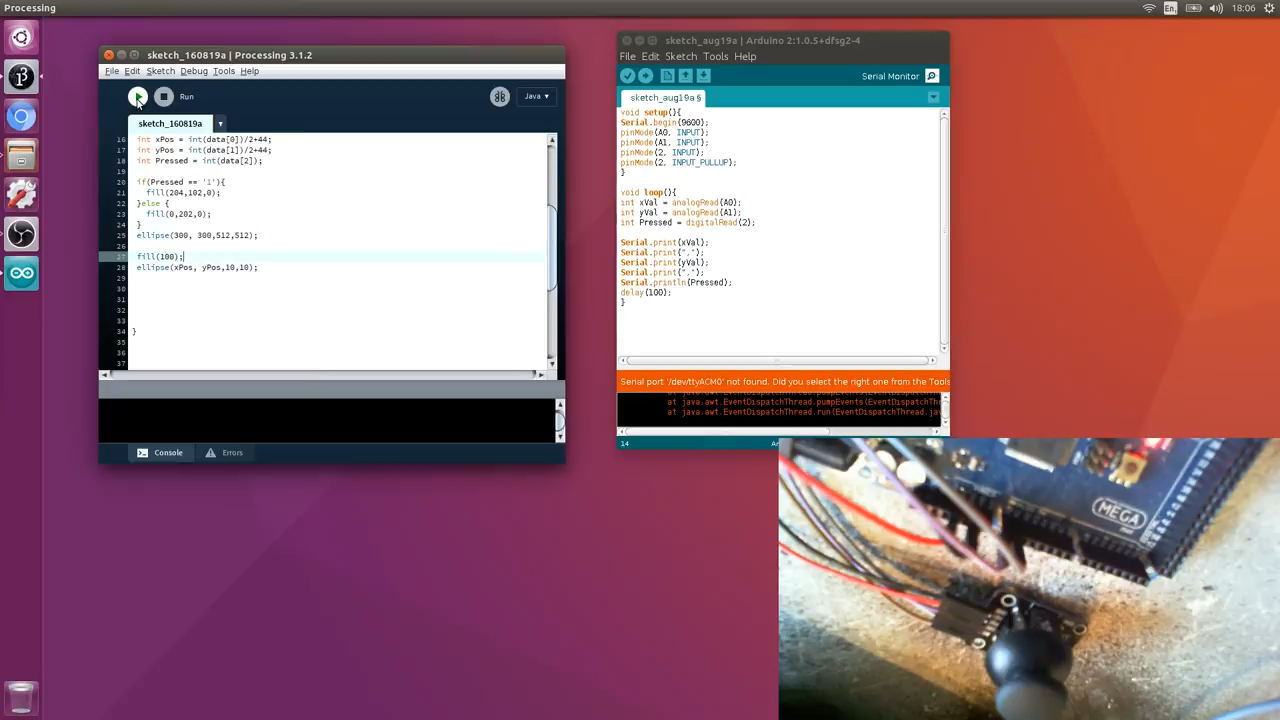 Processing
En
18:06
sketch_160819a | Processing 3.1.2
File Edit Sketch Debug Tools Help
Run
Java
sketch_160819a
16 int xPos = int(data[0])/2+44;
17 int yPos = int(data[1])/2+44;
18 int Pressed = int(data[2]);
19
20 if(Pressed == '1'){
21 fill(204,102,0);
22 }else {
23 fill(0,202,0);
24 }
25 ellipse(300, 300,512,512);
26
27 fill(100);
28 ellipse(xPos, yPos,10,10);
29
30
31
32
33
34 }
35
36
37
Console
Errors
sketch_aug19a | Arduino 2:1.0.5+dfsg2-4
File Edit Sketch Tools Help
Serial Monitor
sketch_aug19a §
void setup(){
Serial.begin(9600);
pinMode(A0, INPUT);
pinMode(A1, INPUT);
pinMode(2, INPUT);
pinMode(2, INPUT_PULLUP);
}
void loop(){
int xVal = analogRead(A0);
int yVal = analogRead(A1);
int Pressed = digitalRead(2);
Serial.print(xVal);
Serial.print(",");
Serial.print(yVal);
Serial.print(",");
Serial.println(Pressed);
delay(100);
}
Serial port '/dev/ttyACM0' not found. Did you select the right one from the Tools
at java.awt.EventDispatchThread.pumpEvents(EventDispatchThr
at java.awt.EventDispatchThread.run(EventDispatchThread.jav
14
MEGA